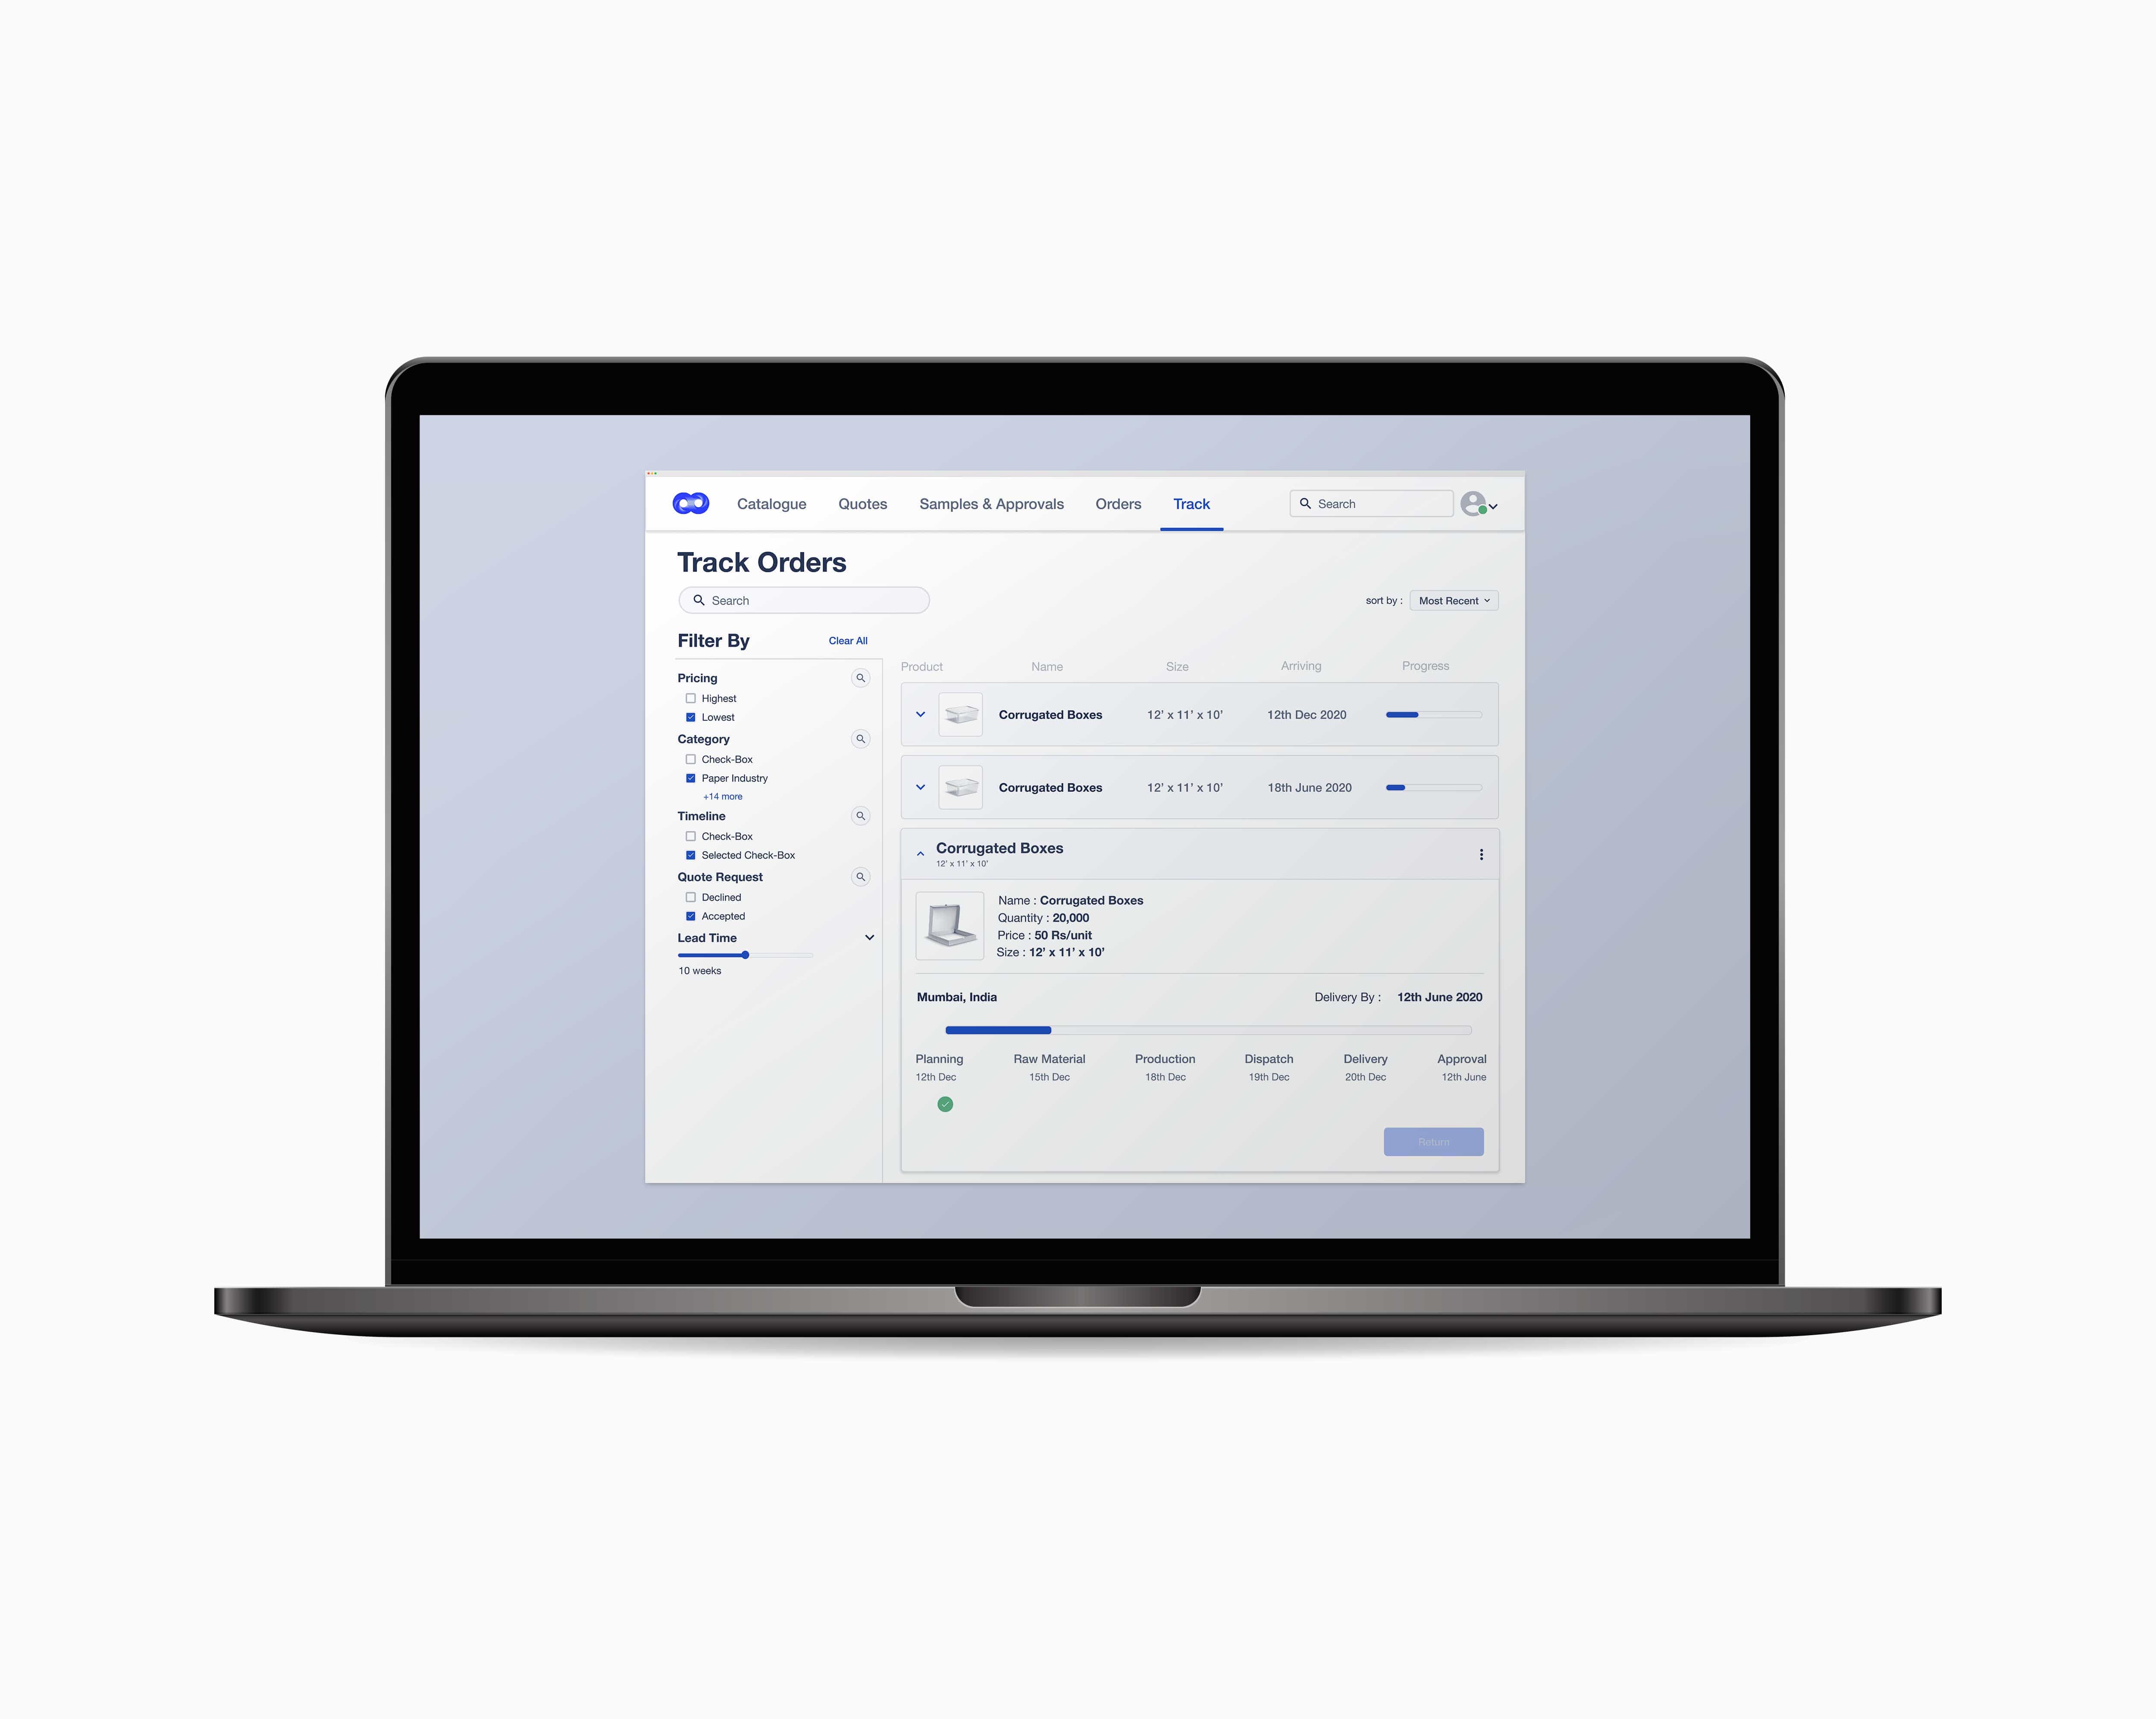 Catalogue Quotes Samples & Approvals Orders Track Search
Track Orders
Search
sort by : Most Recent
Filter By Clear All
Pricing
Highest
Lowest
Category
Check-Box
Paper Industry
+14 more
Timeline
Check-Box
Selected Check-Box
Quote Request
Declined
Accepted
Lead Time
10 weeks
Product Name Size Arriving Progress
Corrugated Boxes 12’ x 11’ x 10’ 12th Dec 2020
Corrugated Boxes 12’ x 11’ x 10’ 18th June 2020
Corrugated Boxes
12’ x 11’ x 10’
Name : Corrugated Boxes
Quantity : 20,000
Price : 50 Rs/unit
Size : 12’ x 11’ x 10’
Mumbai, India Delivery By : 12th June 2020
Planning Raw Material Production Dispatch Delivery Approval
12th Dec 15th Dec 18th Dec 19th Dec 20th Dec 12th June
Return